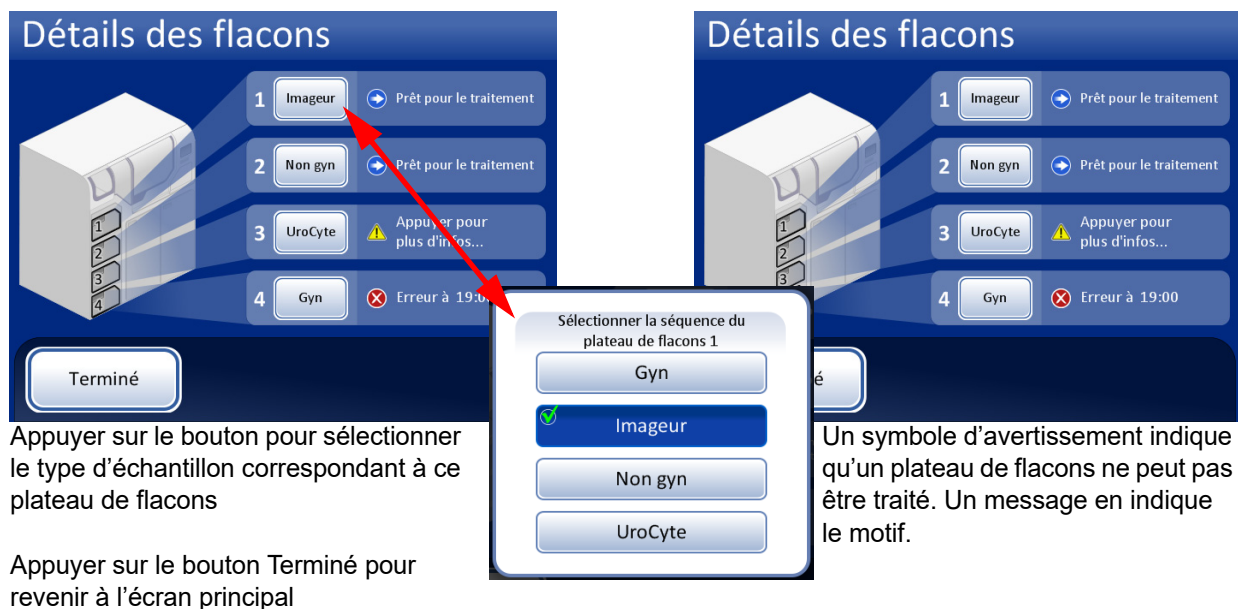 Détails des flacons
1 Imageur Prêt pour le traitement
2 Non gyn Prêt pour le traitement
3 UroCyte Appuyer pour
plus d'infos...
4 Gyn Erreur à 19:0
1
2
3
4
Terminé
Appuyer sur le bouton pour sélectionner
le type d'échantillon correspondant à ce
plateau de flacons
Appuyer sur le bouton Terminé pour
revenir à l'écran principal
Sélectionner la séquence du
plateau de flacons 1
Gyn
Imageur
Non gyn
UroCyte
Détails des flacons
1 Imageur Prêt pour le traitement
2 Non gyn Prêt pour le traitement
3 UroCyte Appuyer pour
plus d'infos...
4 Gyn Erreur à 19:00
1
2
3
é
Un symbole d'avertissement indique
qu'un plateau de flacons ne peut pas
être traité. Un message en indique
le motif.